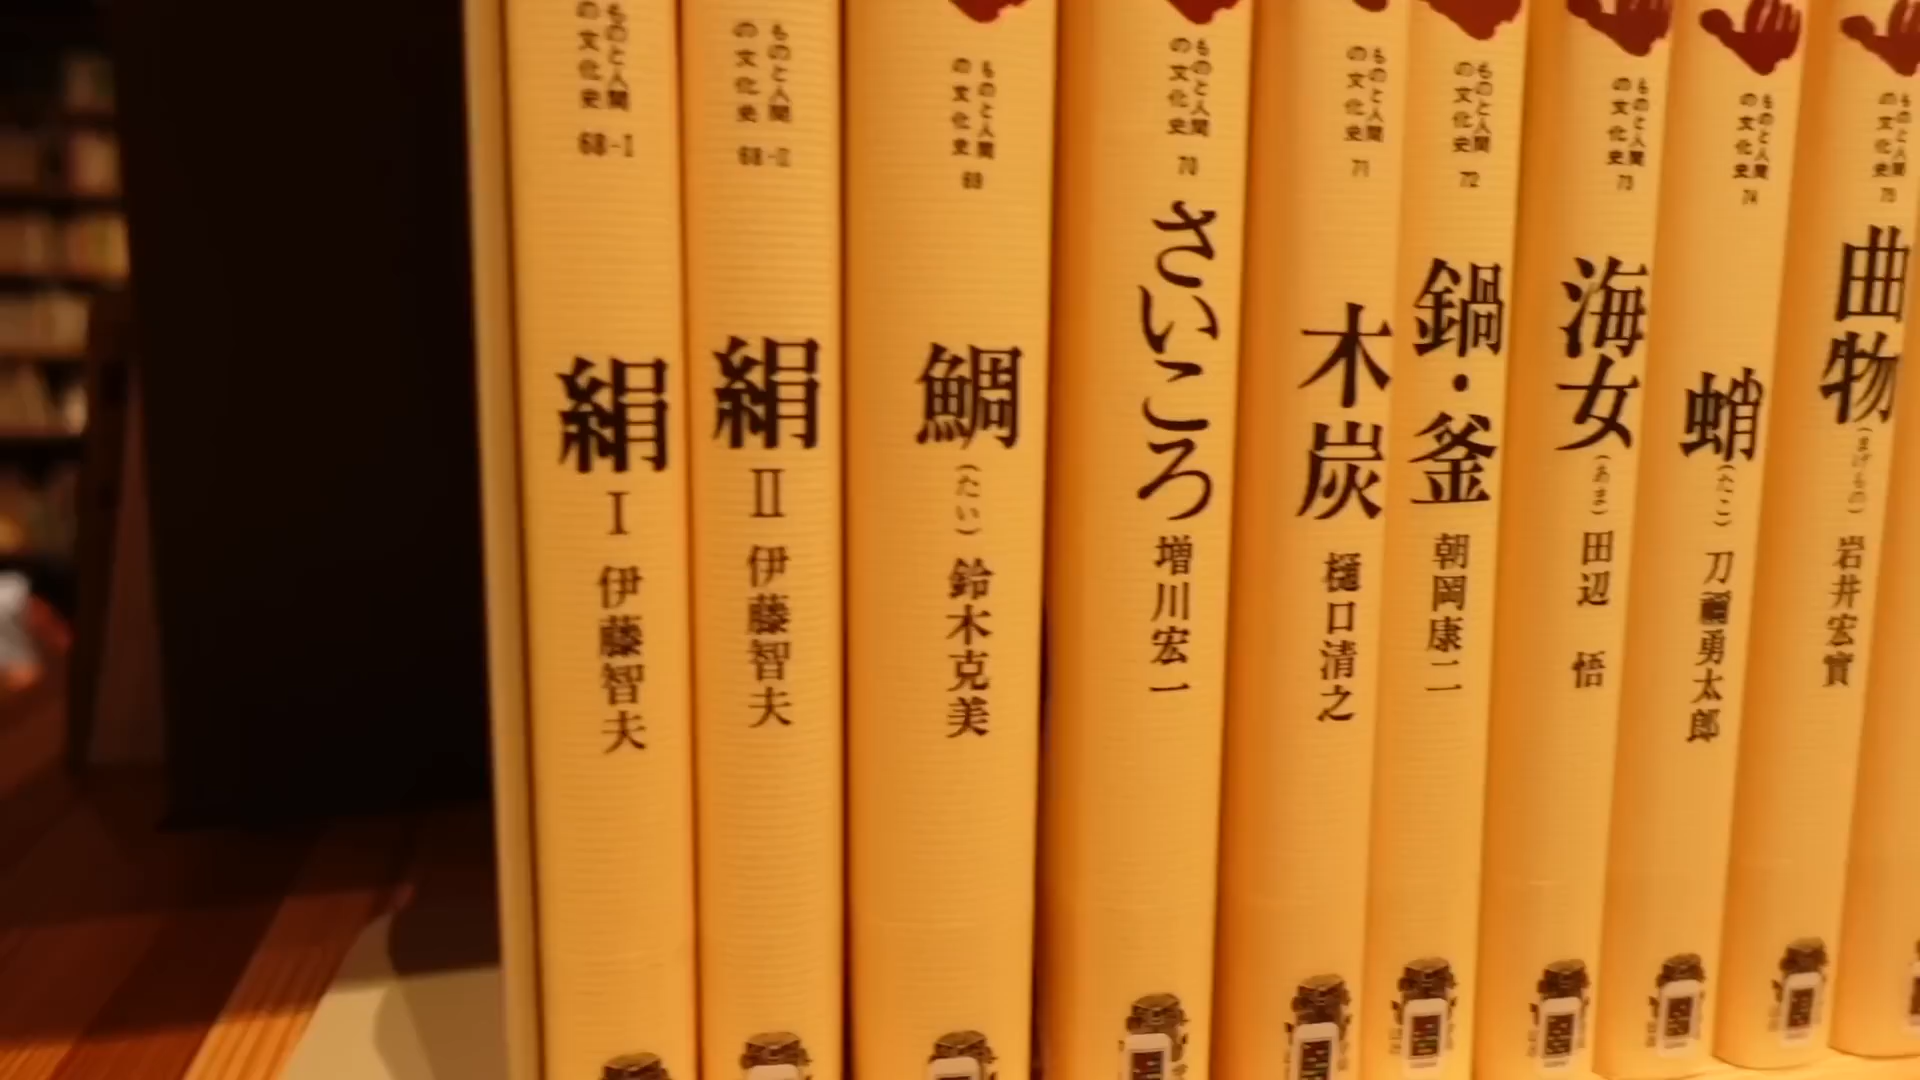 ものと人間
の文化史
68-I
絹 I 伊藤智夫
ものと人間
の文化史
68-II
絹 II 伊藤智夫
ものと人間
の文化史
69
鯛(たい) 鈴木克美
ものと人間
の文化史
70
さいころ 増川宏一
ものと人間
の文化史
71
木炭 樋口清之
ものと人間
の文化史
72
鍋・釜 朝岡康二
ものと人間
の文化史
73
海女(あま) 田辺 悟
ものと人間
の文化史
74
蛸(たこ) 刀禰勇太郎
ものと人間
の文化史
75
曲物(まげもの) 岩井宏實